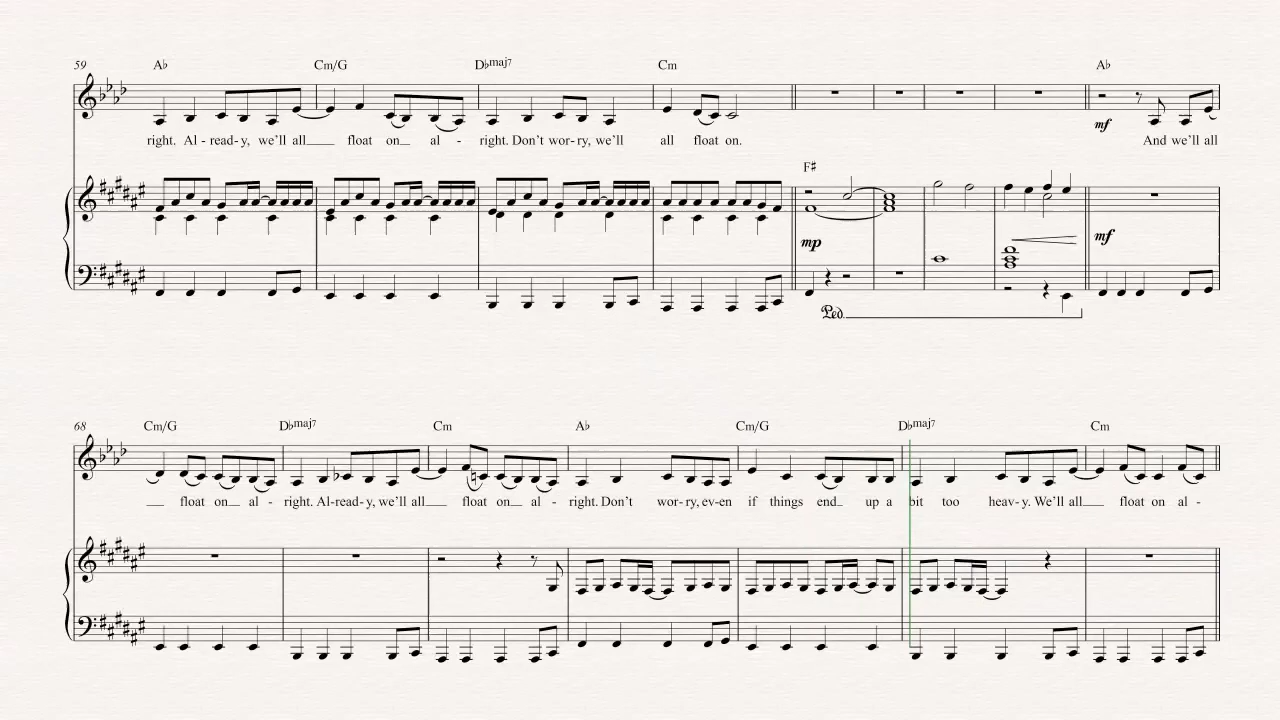 59 A♭ Cm/G D♭maj7 Cm A♭
mf
right. Al - read - y, we'll all float on al - right. Don't wor - ry, we'll all float on. And we'll all
F♯
mp mf
Ped.
68 Cm/G D♭maj7 Cm A♭ Cm/G D♭maj7 Cm
float on al - right. Al - read - y, we'll all float on al - right. Don't wor - ry, ev - en if things end up a bit too heav - y. We'll all float on al -